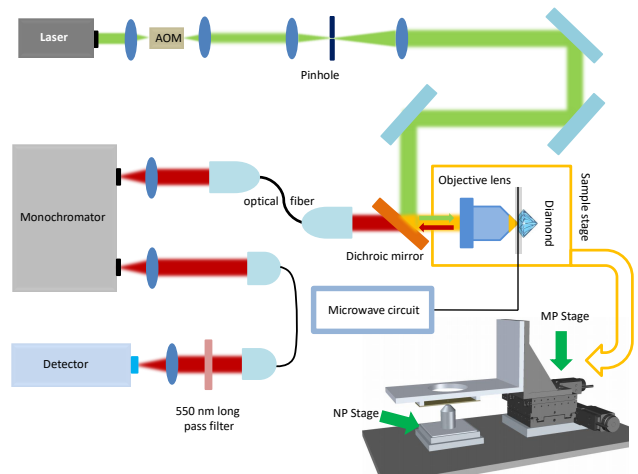 Laser
AOM
Pinhole
Objective lens
Sample stage
Diamond
optical fiber
Monochromator
Dichroic mirror
Microwave circuit
MP Stage
Detector
550 nm long
pass filter
NP Stage